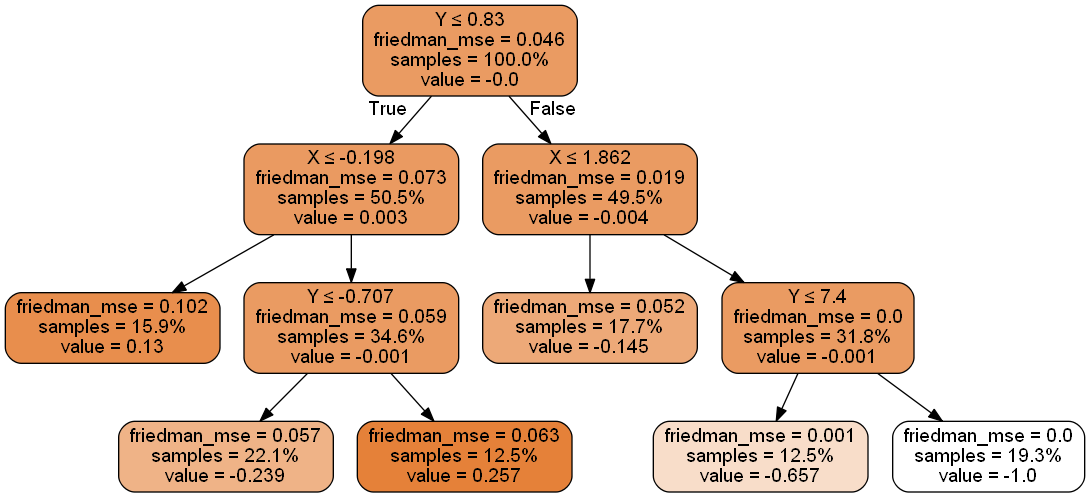 Y ≤ 0.83
friedman_mse = 0.046
samples = 100.0%
value = -0.0
True
False
X ≤ -0.198
friedman_mse = 0.073
samples = 50.5%
value = 0.003
X ≤ 1.862
friedman_mse = 0.019
samples = 49.5%
value = -0.004
friedman_mse = 0.102
samples = 15.9%
value = 0.13
Y ≤ -0.707
friedman_mse = 0.059
samples = 34.6%
value = -0.001
friedman_mse = 0.052
samples = 17.7%
value = -0.145
Y ≤ 7.4
friedman_mse = 0.0
samples = 31.8%
value = -0.001
friedman_mse = 0.057
samples = 22.1%
value = -0.239
friedman_mse = 0.063
samples = 12.5%
value = 0.257
friedman_mse = 0.001
samples = 12.5%
value = -0.657
friedman_mse = 0.0
samples = 19.3%
value = -1.0